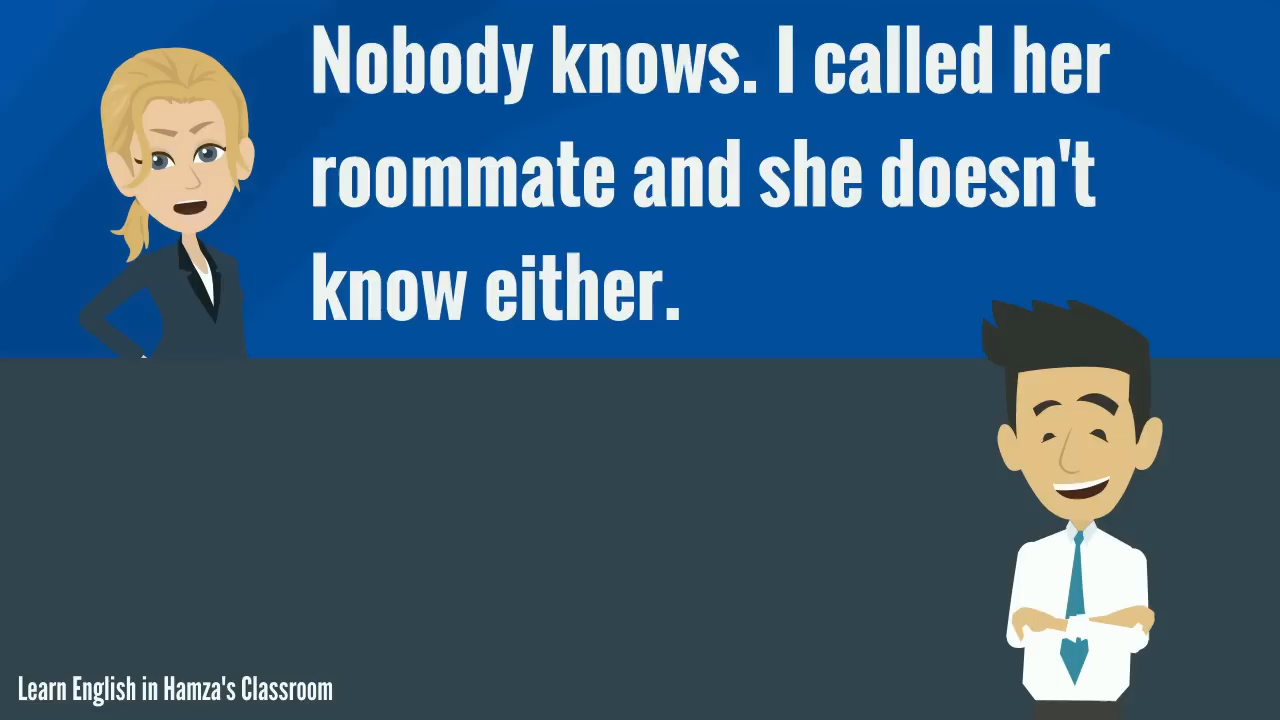 Nobody knows. I called her
roommate and she doesn't
know either.
Learn English in Hamza's Classroom